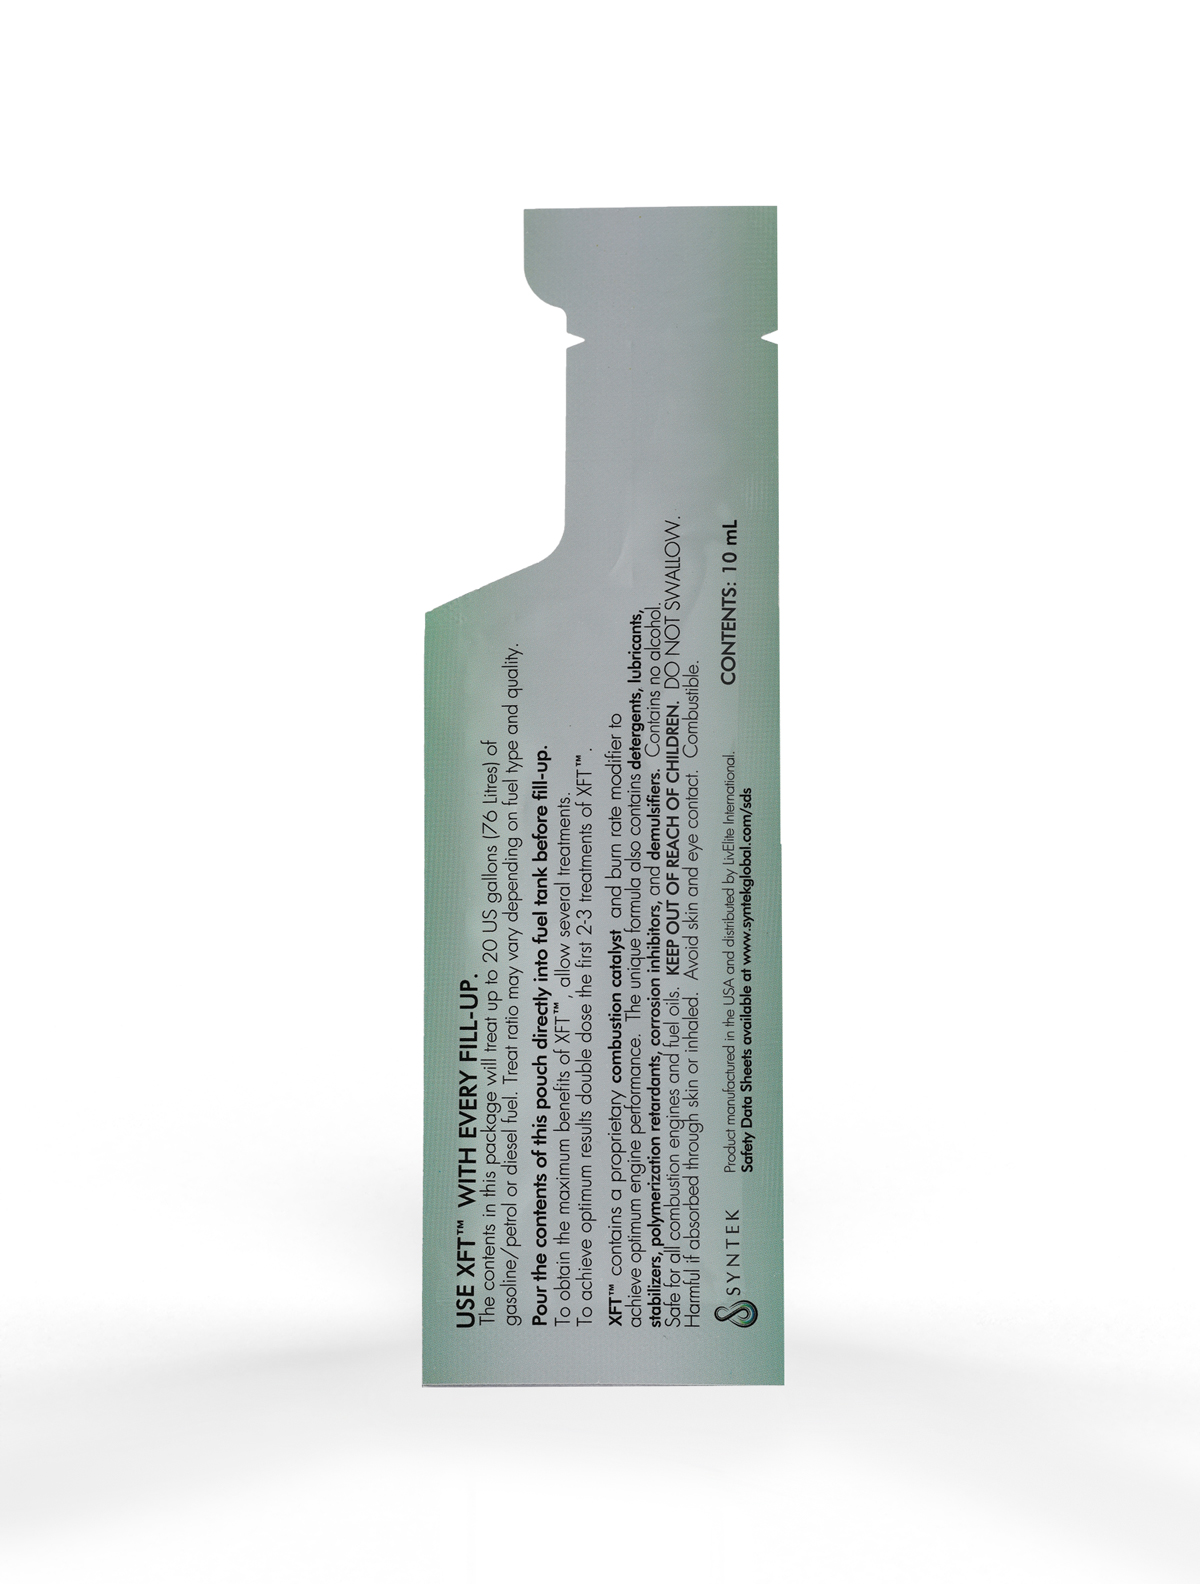 USE XFT™ WITH EVERY FILL-UP.
The contents in this package will treat up to 20 US gallons (76 Litres) of
gasoline/petrol or diesel fuel. Treat ratio may vary depending on fuel type and quality.
Pour the contents of this pouch directly into fuel tank before fill-up.
To obtain the maximum benefits of XFT™, allow several treatments.
To achieve optimum results double dose the first 2-3 treatments of XFT™.
XFT™ contains a proprietary combustion catalyst and burn rate modifier to
achieve optimum engine performance. The unique formula also contains detergents, lubricants,
stabilizers, polymerization retardants, corrosion inhibitors, and demulsifiers. Contains no alcohol.
Safe for all combustion engines and fuel oils. KEEP OUT OF REACH OF CHILDREN. DO NOT SWALLOW.
Harmful if absorbed through skin or inhaled. Avoid skin and eye contact. Combustible.
SYNTEK
Product manufactured in the USA and distributed by LivElite International.
Safety Data Sheets available at www.syntekglobal.com/sds
CONTENTS: 10 mL